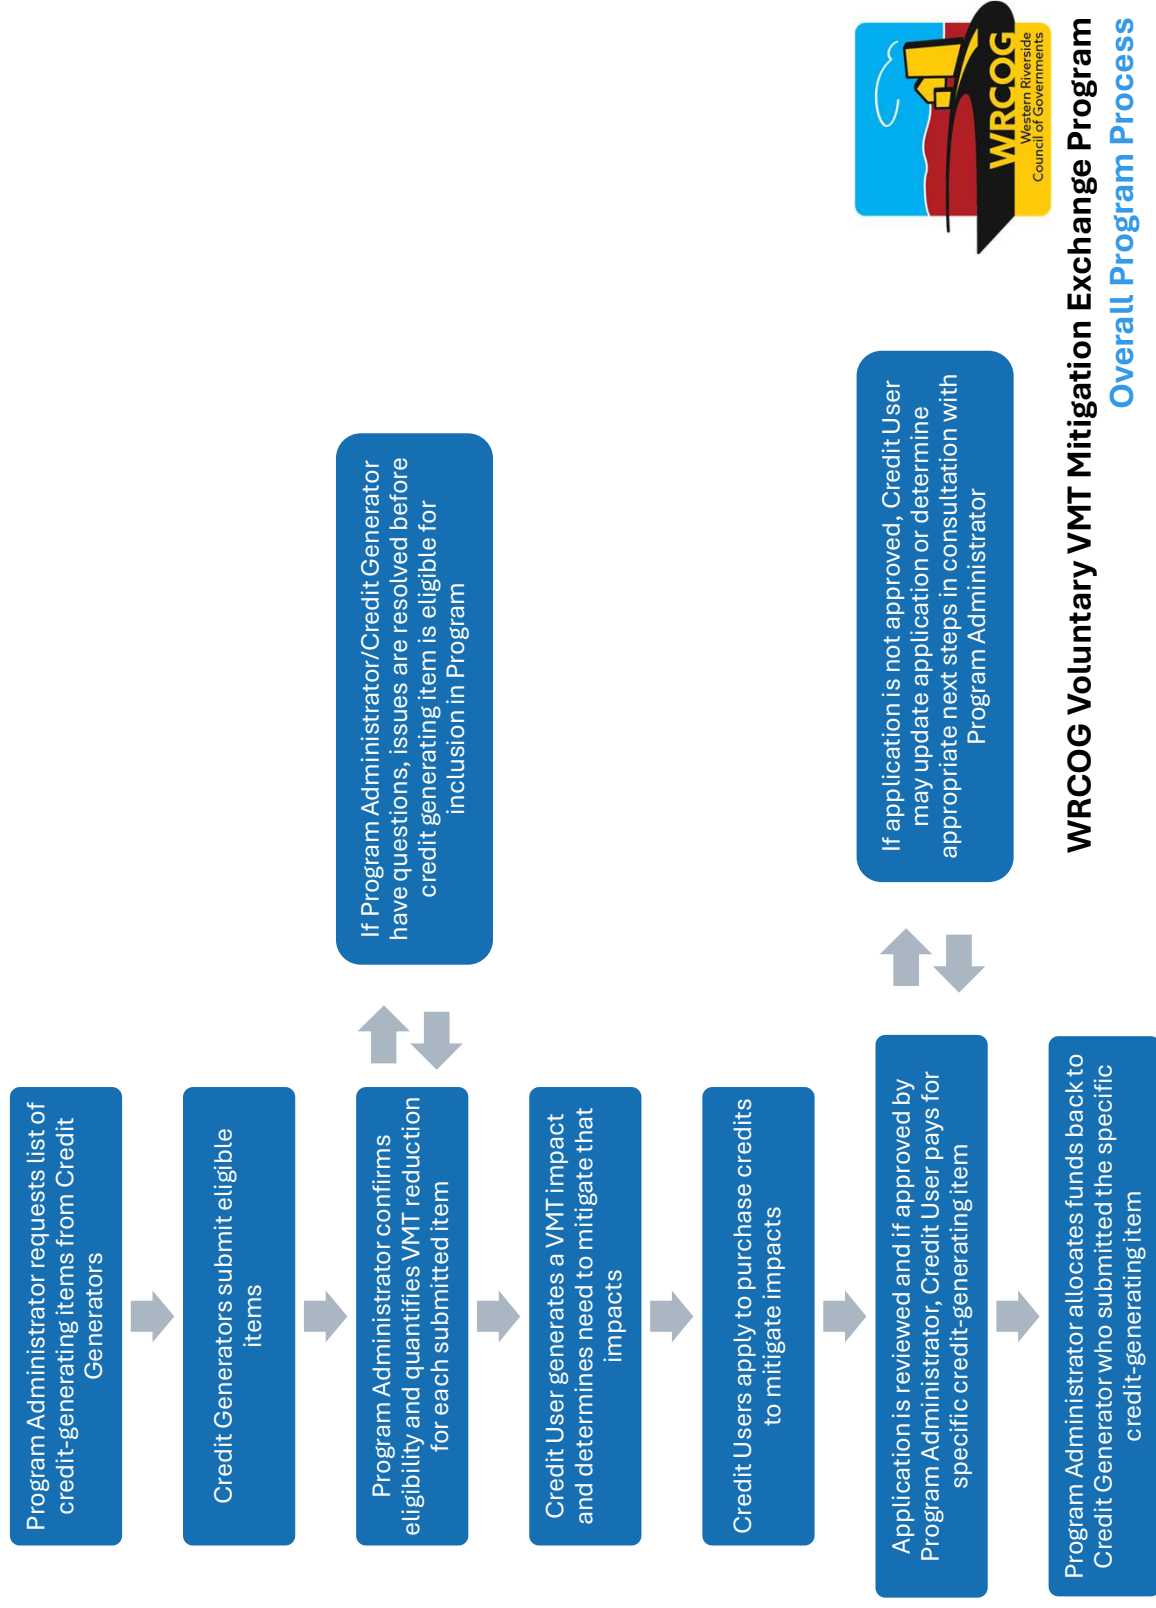 Program Administrator requests list of
credit-generating items from Credit
Generators
Credit Generators submit eligible
items
Program Administrator confirms
eligibility and quantifies VMT reduction
for each submitted item
If Program Administrator/Credit Generator
have questions, issues are resolved before
credit generating item is eligible for
inclusion in Program
Credit User generates a VMT impact
and determines need to mitigate that
impacts
Credit Users apply to purchase credits
to mitigate impacts
Application is reviewed and if approved by
Program Administrator, Credit User pays for
specific credit-generating item
If application is not approved, Credit User
may update application or determine
appropriate next steps in consultation with
Program Administrator
Program Administrator allocates funds back to
Credit Generator who submitted the specific
credit-generating item
WRCOG
Western Riverside
Council of Governments
WRCOG Voluntary VMT Mitigation Exchange Program
Overall Program Process